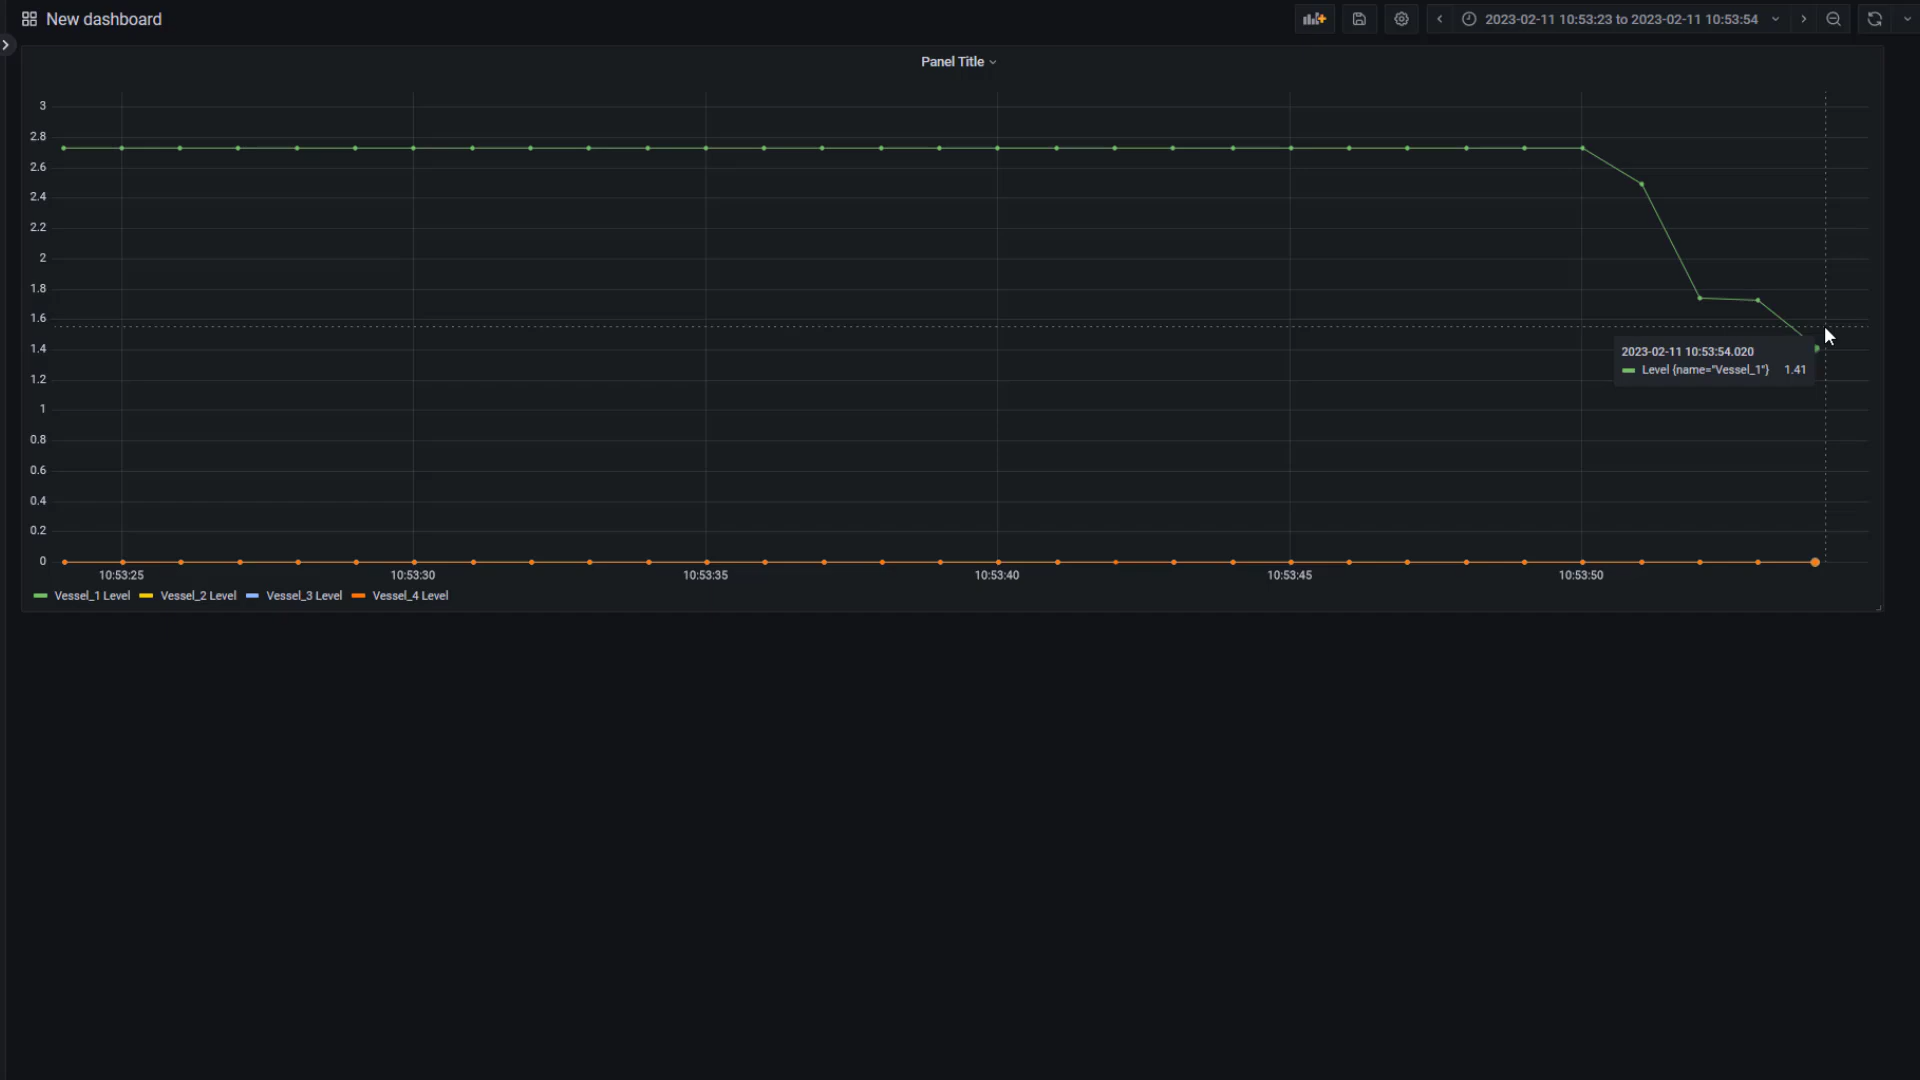 New dashboard
2023-02-11 10:53:23 to 2023-02-11 10:53:54
Panel Title
3
2.8
2.6
2.4
2.2
2
1.8
1.6
1.4
1.2
1
0.8
0.6
0.4
0.2
0
2023-02-11 10:53:54.020
Level {name="Vessel_1"} 1.41
10:53:25 10:53:30 10:53:35 10:53:40 10:53:45 10:53:50
Vessel_1 Level Vessel_2 Level Vessel_3 Level Vessel_4 Level